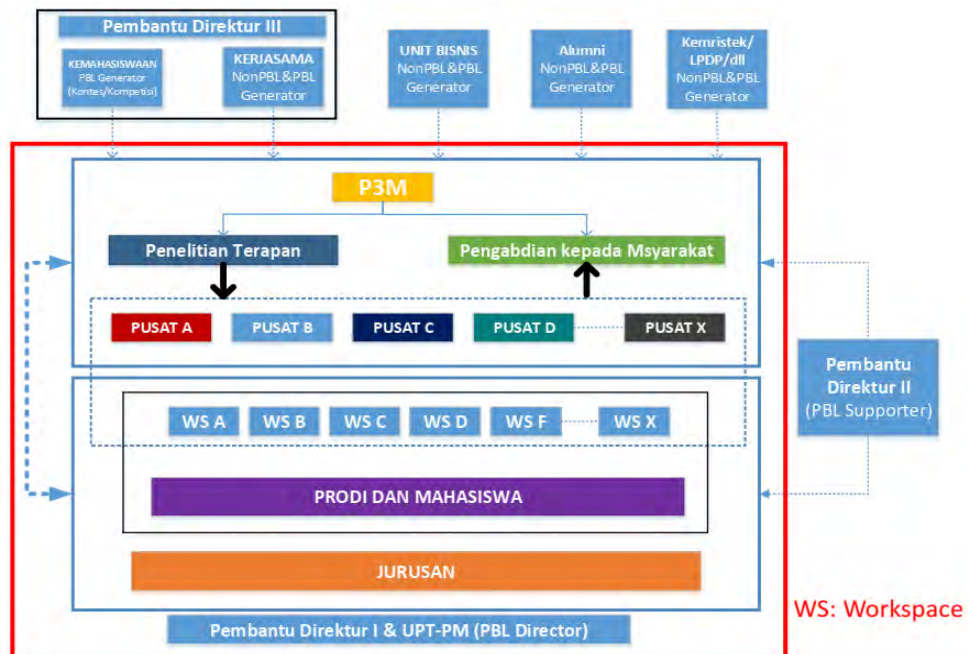 Pembantu Direktur III
KEMAHASISWAAN
PBL Generator
(Kontes/Kompetisi)
KERJASAMA
NonPBL&PBL
Generator
UNIT BISNIS
NonPBL&PBL
Generator
Alumni
NonPBL&PBL
Generator
Kemristek/
LPDP/dll
NonPBL&PBL
Generator
P3M
Penelitian Terapan
Pengabdian kepada Msyarakat
PUSAT A
PUSAT B
PUSAT C
PUSAT D
PUSAT X
Pembantu
Direktur II
(PBL Supporter)
WS A
WS B
WS C
WS D
WS F
WS X
PRODI DAN MAHASISWA
JURUSAN
WS: Workspace
Pembantu Direktur I & UPT-PM (PBL Director)